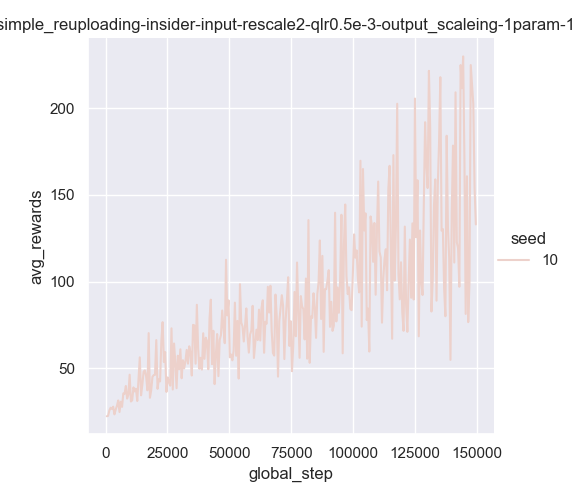 simple_reuploading-insider-input-rescale2-qlr0.5e-3-output_scaleing-1param-1
200
150
100
50
avg_rewards
seed
10
0 25000 50000 75000 100000 125000 150000
global_step